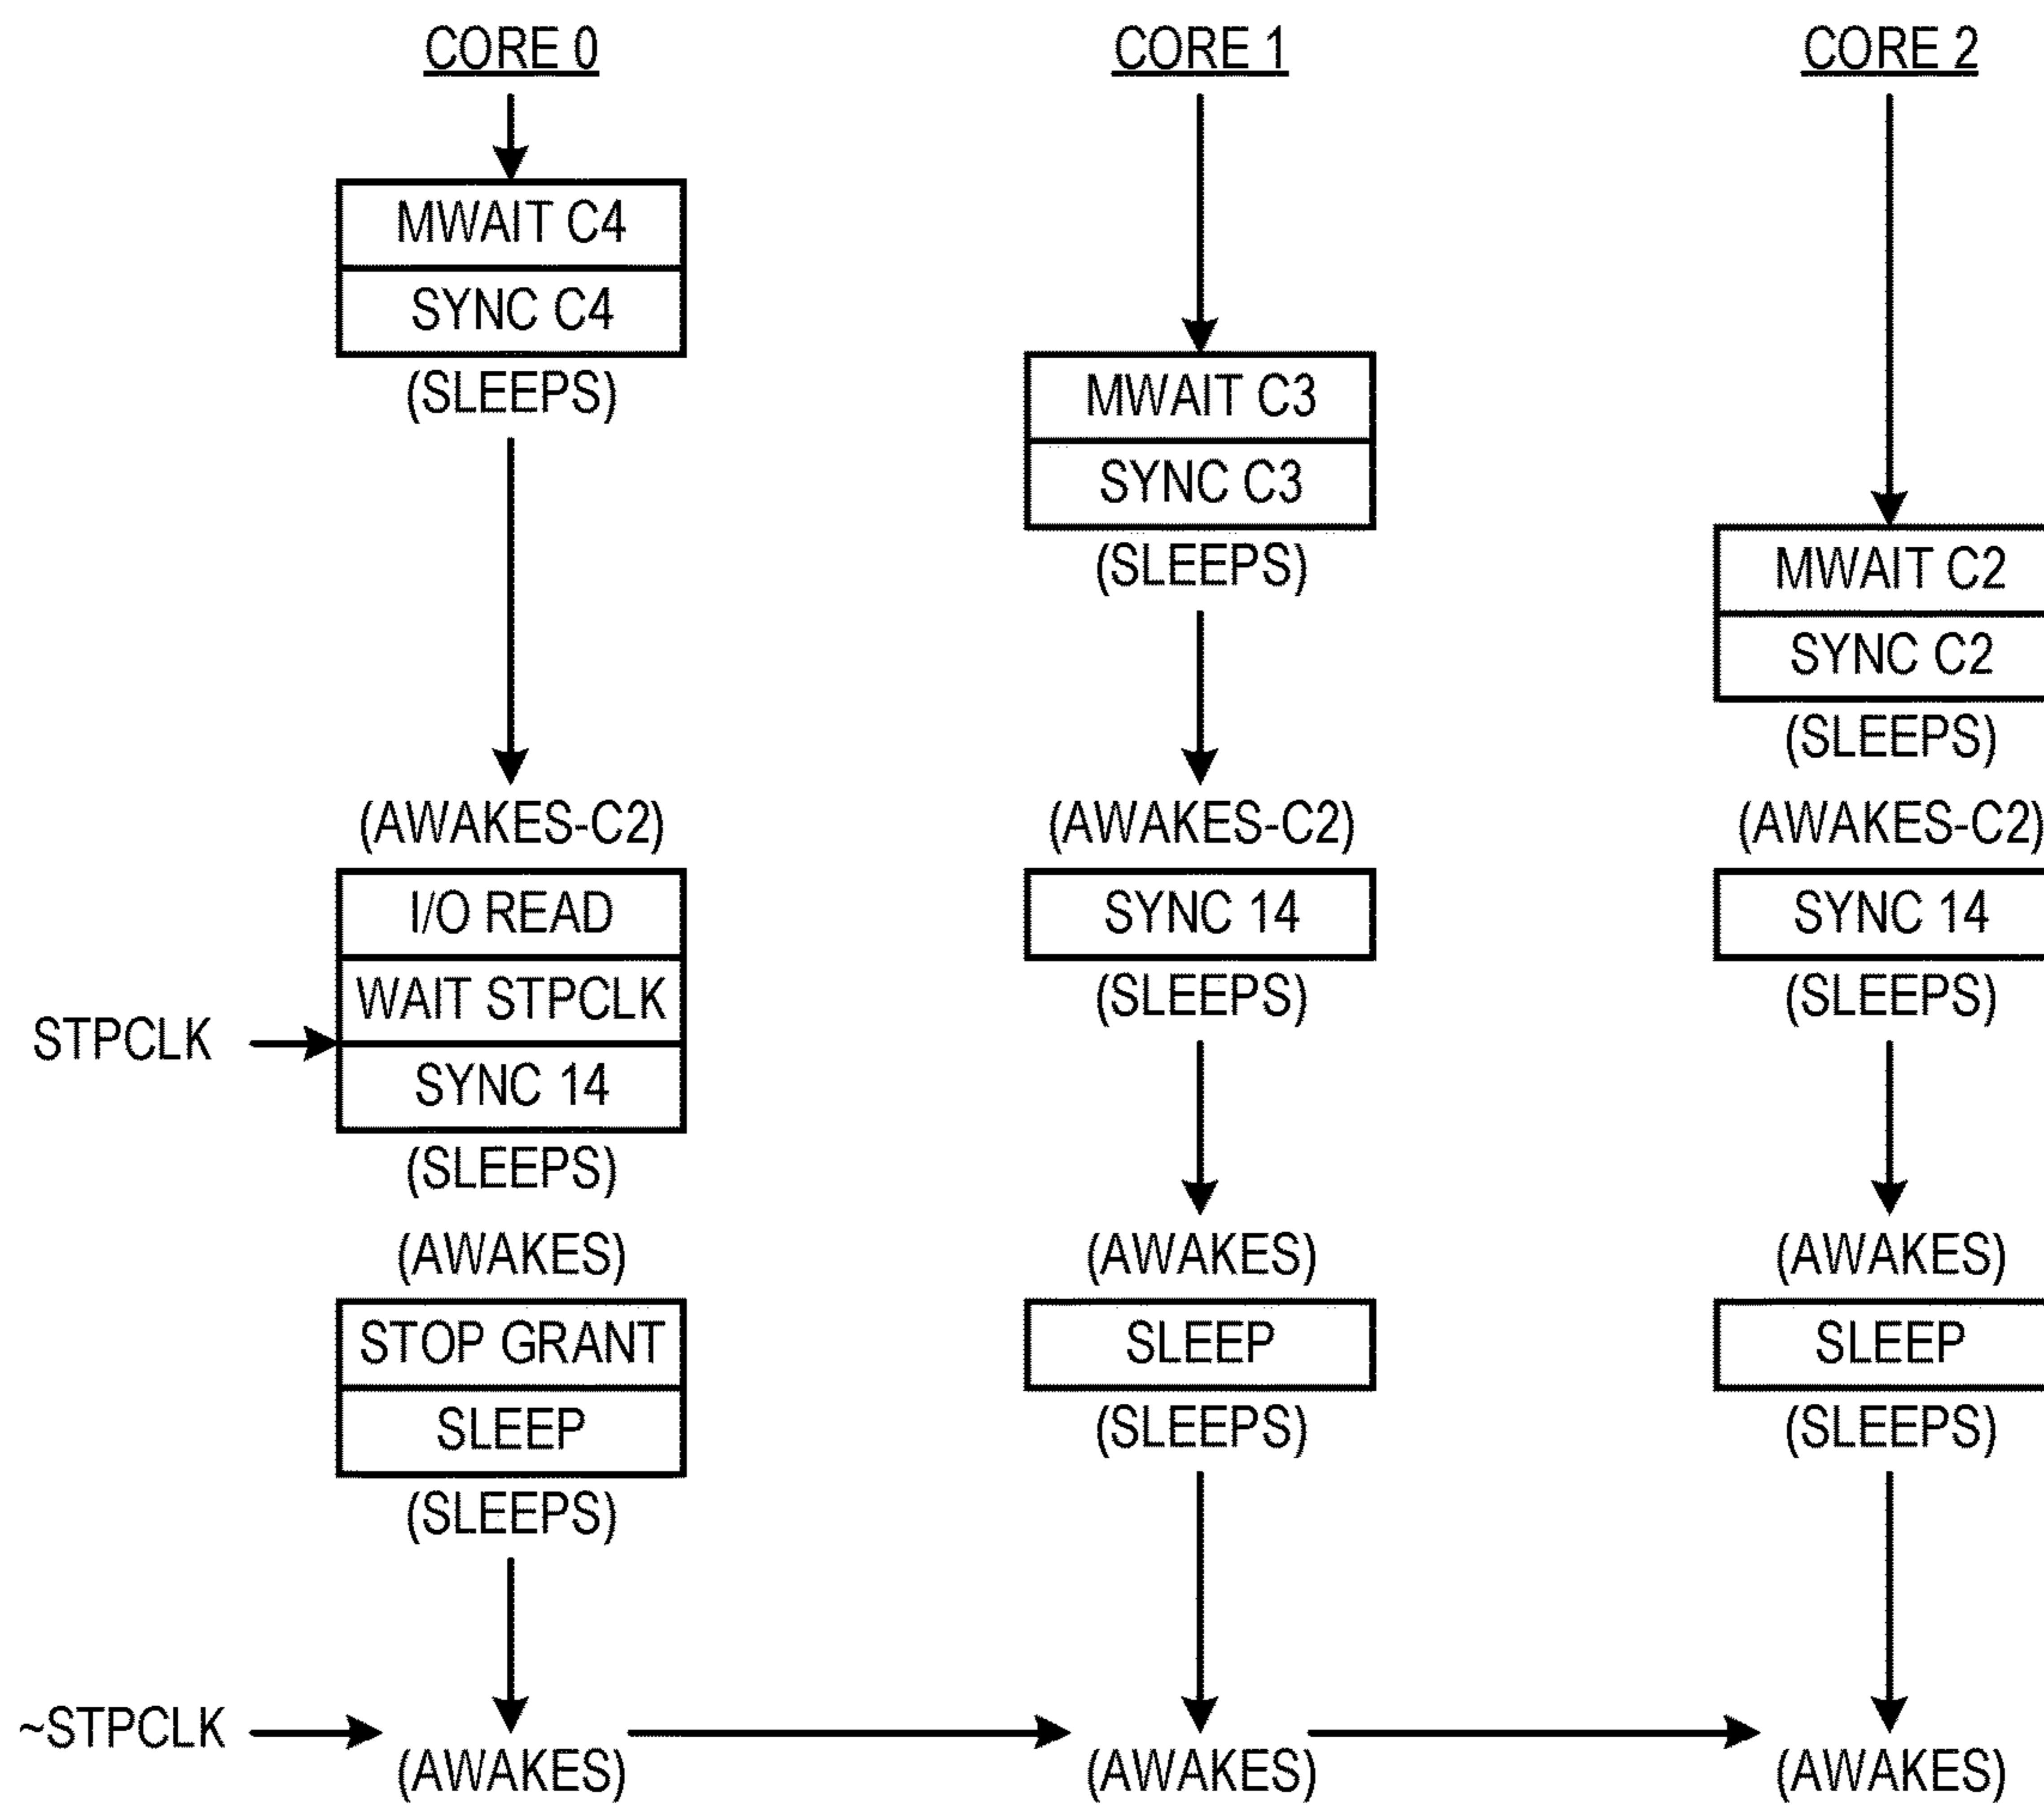 CORE 0 CORE 1 CORE 2
MWAIT C4
SYNC C4
(SLEEPS) MWAIT C3
SYNC C3
(SLEEPS) MWAIT C2
SYNC C2
(SLEEPS)
(AWAKES-C2) (AWAKES-C2) (AWAKES-C2)
I/O READ SYNC 14 SYNC 14
WAIT STPCLK (SLEEPS) (SLEEPS)
STPCLK
SYNC 14
(SLEEPS)
(AWAKES) (AWAKES) (AWAKES)
STOP GRANT SLEEP SLEEP
SLEEP (SLEEPS) (SLEEPS)
(SLEEPS)
~STPCLK
(AWAKES) (AWAKES) (AWAKES)